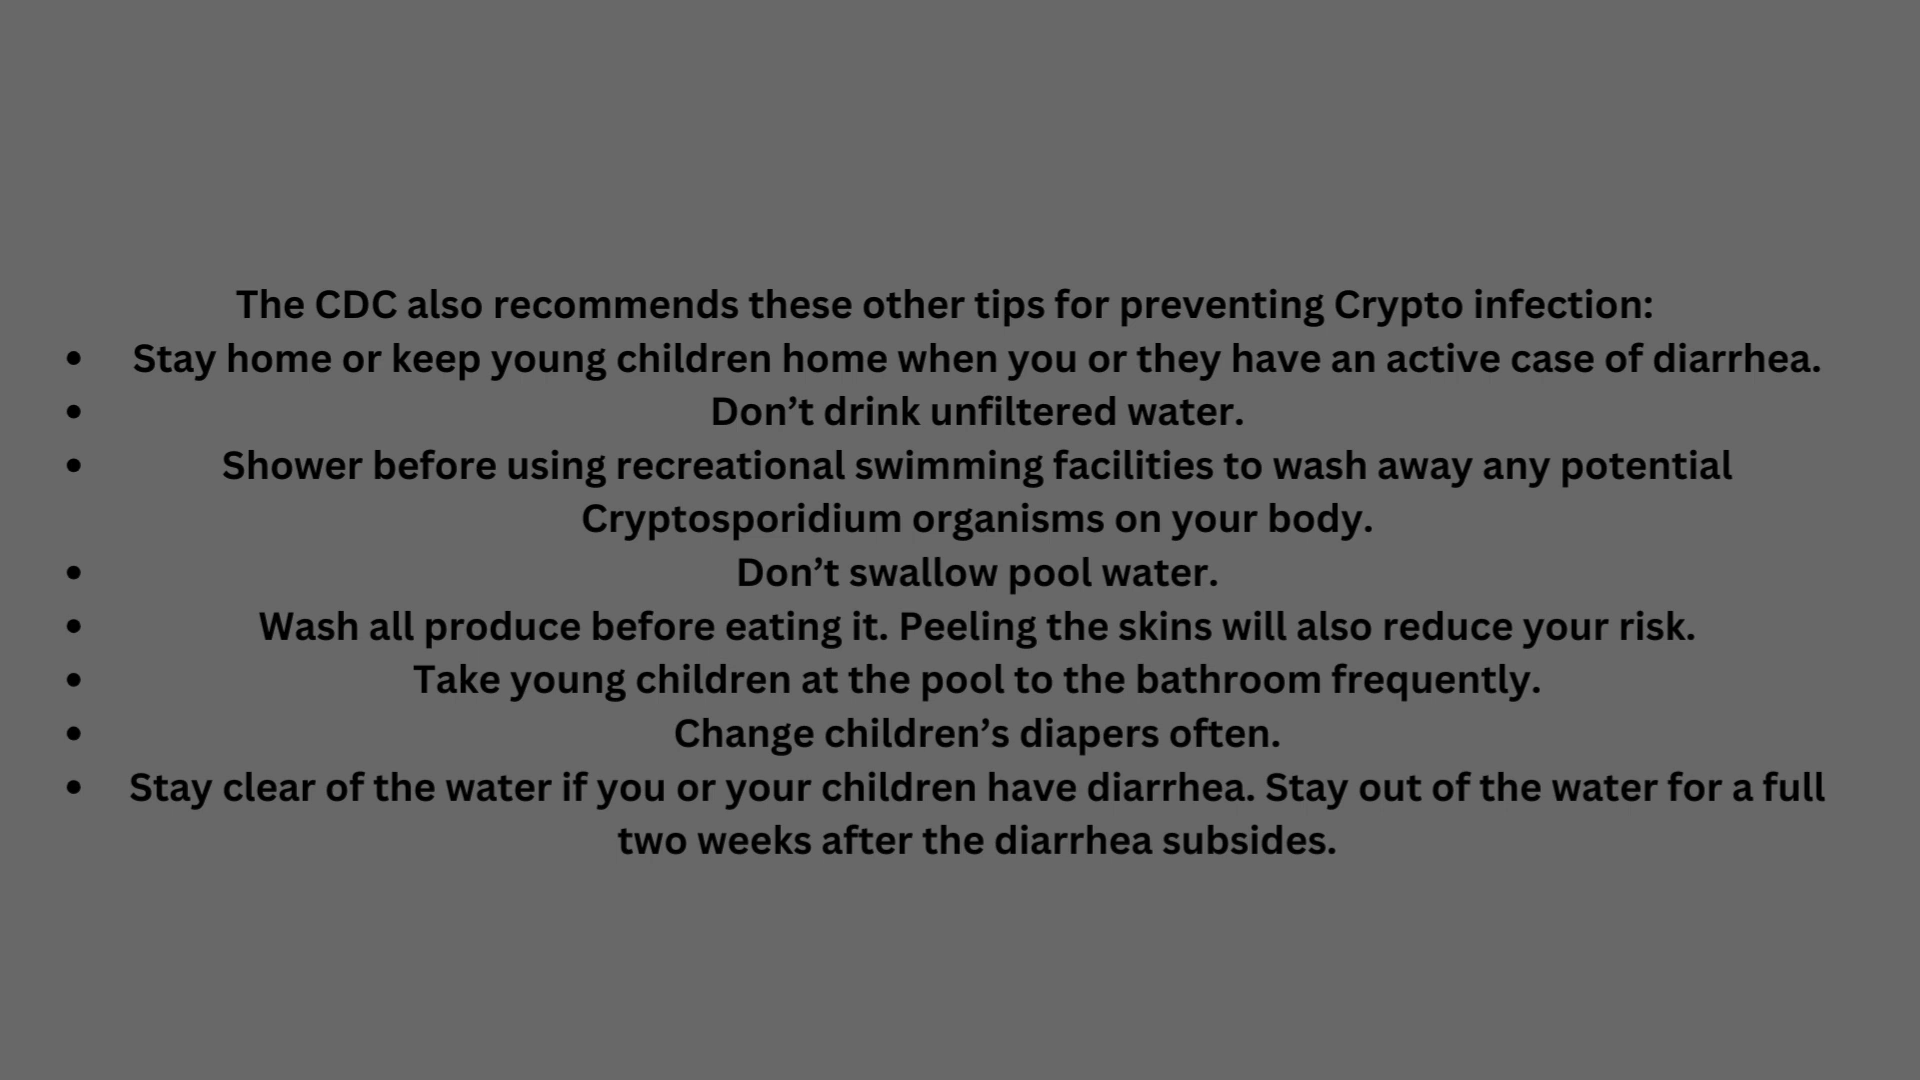 The CDC also recommends these other tips for preventing Crypto infection:
• Stay home or keep young children home when you or they have an active case of diarrhea.
• Don’t drink unfiltered water.
• Shower before using recreational swimming facilities to wash away any potential
Cryptosporidium organisms on your body.
• Don’t swallow pool water.
• Wash all produce before eating it. Peeling the skins will also reduce your risk.
• Take young children at the pool to the bathroom frequently.
• Change children’s diapers often.
• Stay clear of the water if you or your children have diarrhea. Stay out of the water for a full
two weeks after the diarrhea subsides.